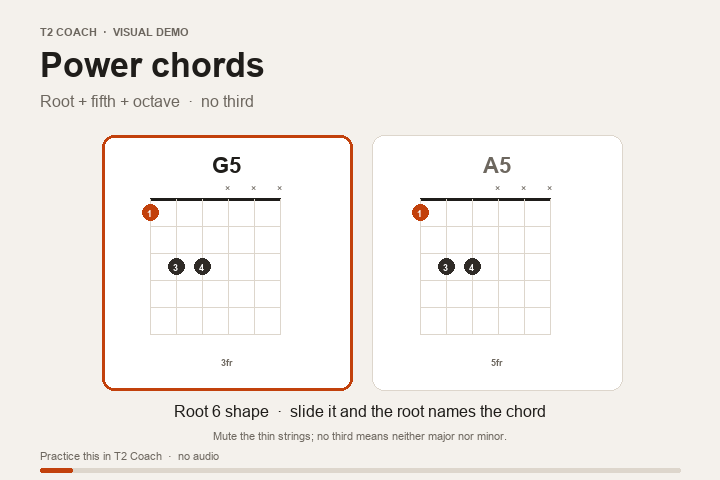 T2 COACH · VISUAL DEMO
Power chords
Root + fifth + octave · no third
G5
× × ×
1
3 4
3fr
A5
× × ×
1
3 4
5fr
Root 6 shape · slide it and the root names the chord
Mute the thin strings; no third means neither major nor minor.
Practice this in T2 Coach · no audio